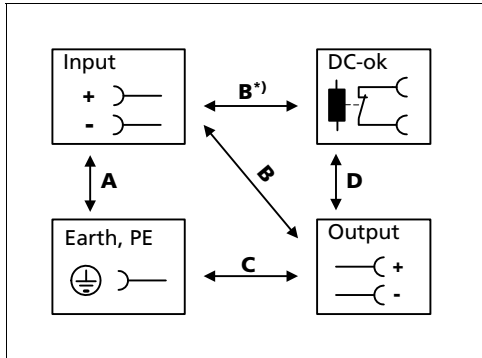 Input
+
-
DC-ok
B*)
A
B
D
Earth, PE
C
Output
+
-